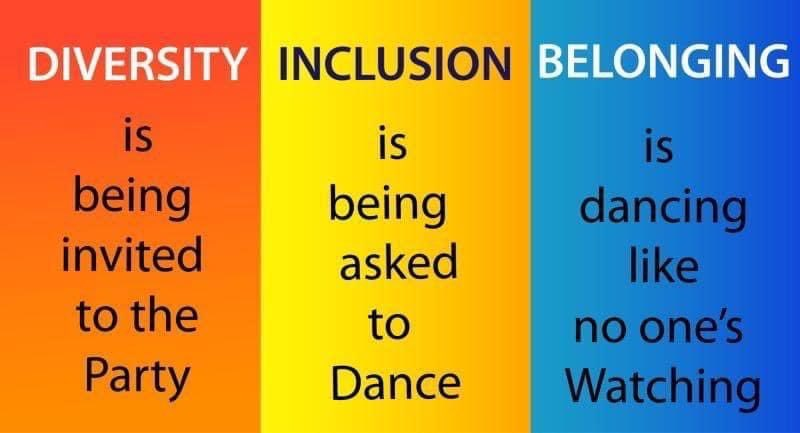 DIVERSITY
is
being
invited
to the
Party
INCLUSION
is
being
asked
to
Dance
BELONGING
is
dancing
like
no one's
Watching